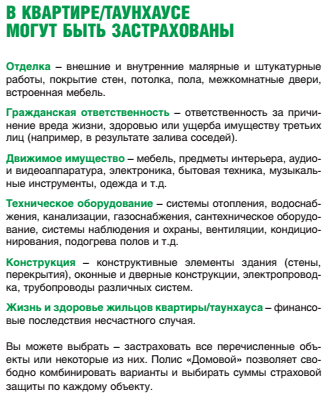 В КВАРТИРЕ/ТАУНХАУСЕ
МОГУТ БЫТЬ ЗАСТРАХОВАНЫ
Отделка – внешние и внутренние малярные и штукатурные
работы, покрытие стен, потолка, пола, межкомнатные двери,
встроенная мебель.
Гражданская ответственность – ответственность за причи-
нение вреда жизни, здоровью или ущерба имуществу третьих
лиц (например, в результате залива соседей).
Движимое имущество – мебель, предметы интерьера, аудио-
и видеоаппаратура, электроника, бытовая техника, музыкаль-
ные инструменты, одежда и т.д.
Техническое оборудование – системы отопления, водоснаб-
жения, канализации, газоснабжения, сантехническое оборудо-
вание, системы наблюдения и охраны, вентиляции, кондицио-
нирования, подогрева полов и т.д.
Конструкция – конструктивные элементы здания (стены,
перекрытия), оконные и дверные конструкции, электропровод-
ка, трубопроводы различных систем.
Жизнь и здоровье жильцов квартиры/таунхауса – финансо-
вые последствия несчастного случая.
Вы можете выбрать – застраховать все перечисленные объ-
екты или некоторые из них. Полис «Домовой» позволяет сво-
бодно комбинировать варианты и выбирать суммы страховой
защиты по каждому объекту.